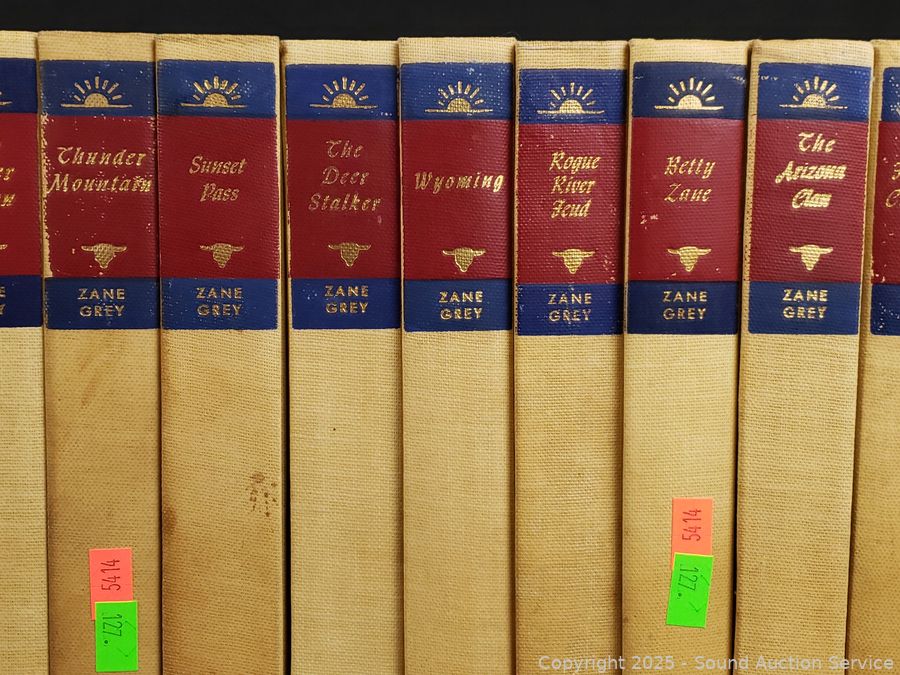 Thunder
Mountain
ZANE
GREY
Sunset
Pass
ZANE
GREY
The
Deer
Stalker
ZANE
GREY
Wyoming
ZANE
GREY
Rogue
River
Feud
ZANE
GREY
Betty
Zane
ZANE
GREY
The
Arizona
Clan
ZANE
GREY
5414
127.
5414
127.
Copyright 2025 - Sound Auction Service